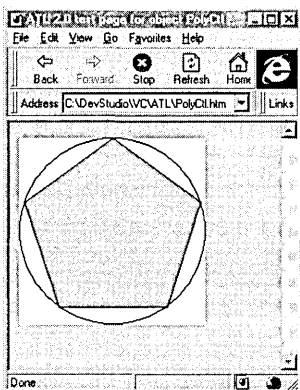 ATL 2.0 test page for object PolyCtl
File Edit View Go Favorites Help
Back Forward Stop Refresh Home
Address C:\DevStudio\VC\ATL\PolyCtl.htm Links
Done